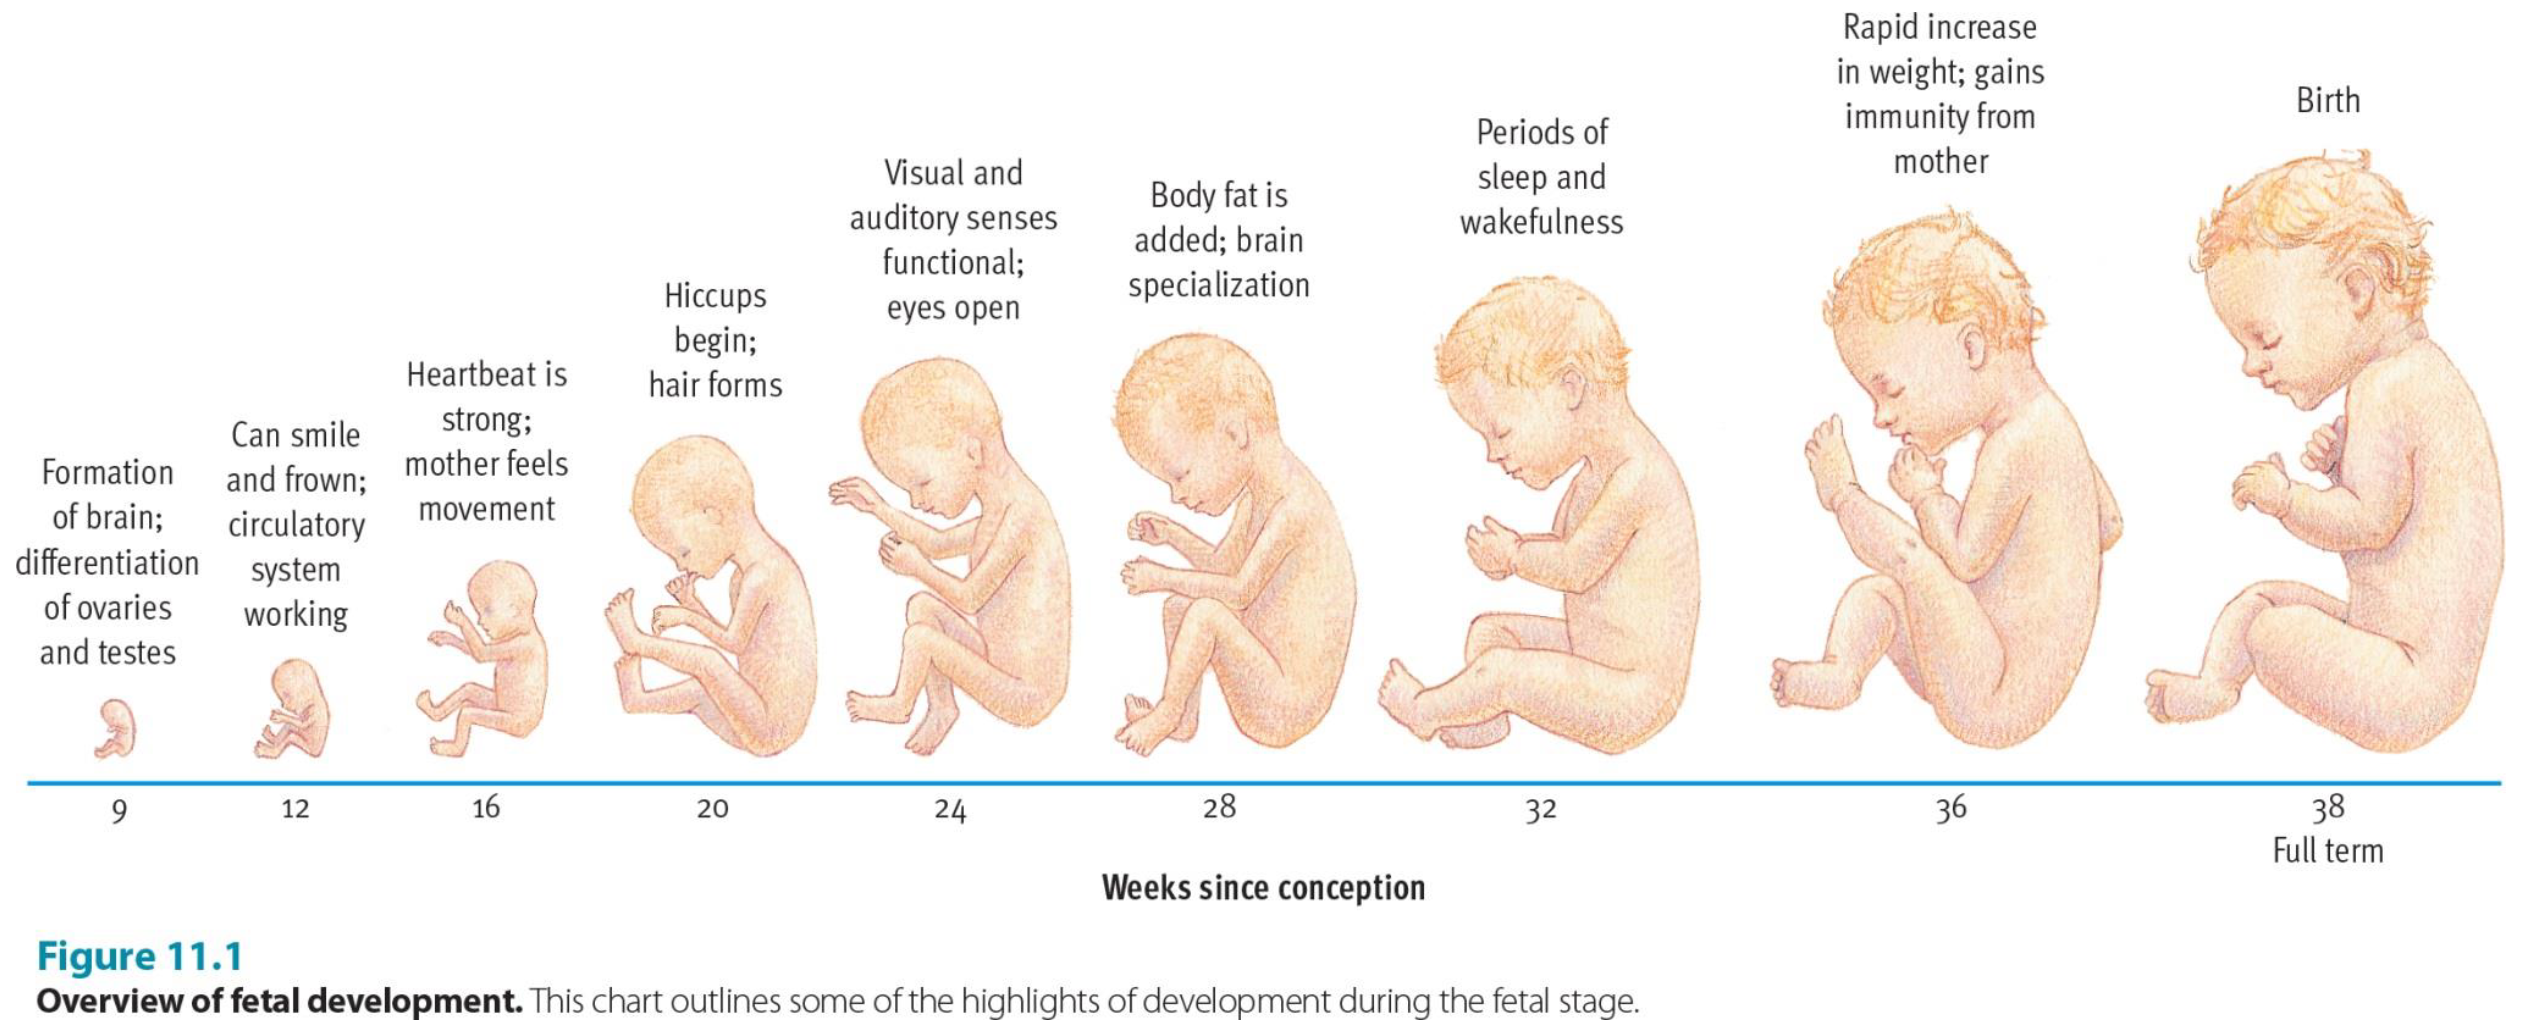 Formation
of brain;
differentiation
of ovaries
and testes
Can smile
and frown;
circulatory
system
working
Heartbeat is
strong;
mother feels
movement
Hiccups
begin;
hair forms
Visual and
auditory senses
functional;
eyes open
Body fat is
added; brain
specialization
Periods of
sleep and
wakefulness
Rapid increase
in weight; gains
immunity from
mother
Birth
9
12
16
20
24
28
32
36
38
Full term
Weeks since conception
Figure 11.1
Overview of fetal development. This chart outlines some of the highlights of development during the fetal stage.